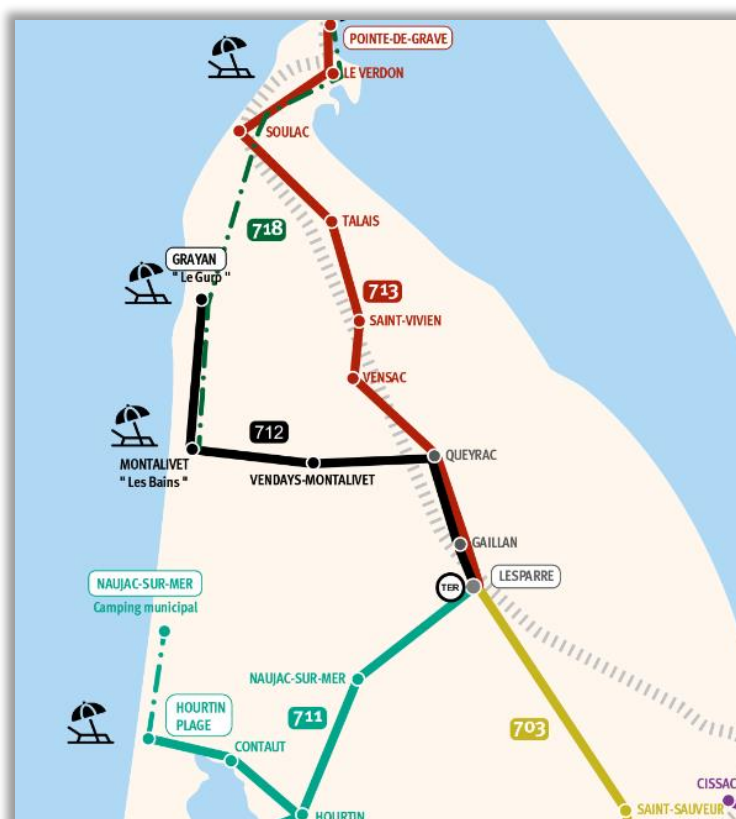 POINTE-DE-GRAVE
LE VERDON
SOULAC
TALAIS
718
GRAYAN
" Le Gurp "
713
SAINT-VIVIEN
VENSAC
712
QUEYRAC
MONTALIVET
" Les Bains "
VENDAYS-MONTALIVET
GAILLAN
TER
LESPARRE
NAUJAC-SUR-MER
Camping municipal
NAUJAC-SUR-MER
HOURTIN
PLAGE
711
703
CONTAUT
CISSAC
SAINT-SAUVEUR
HOURTIN